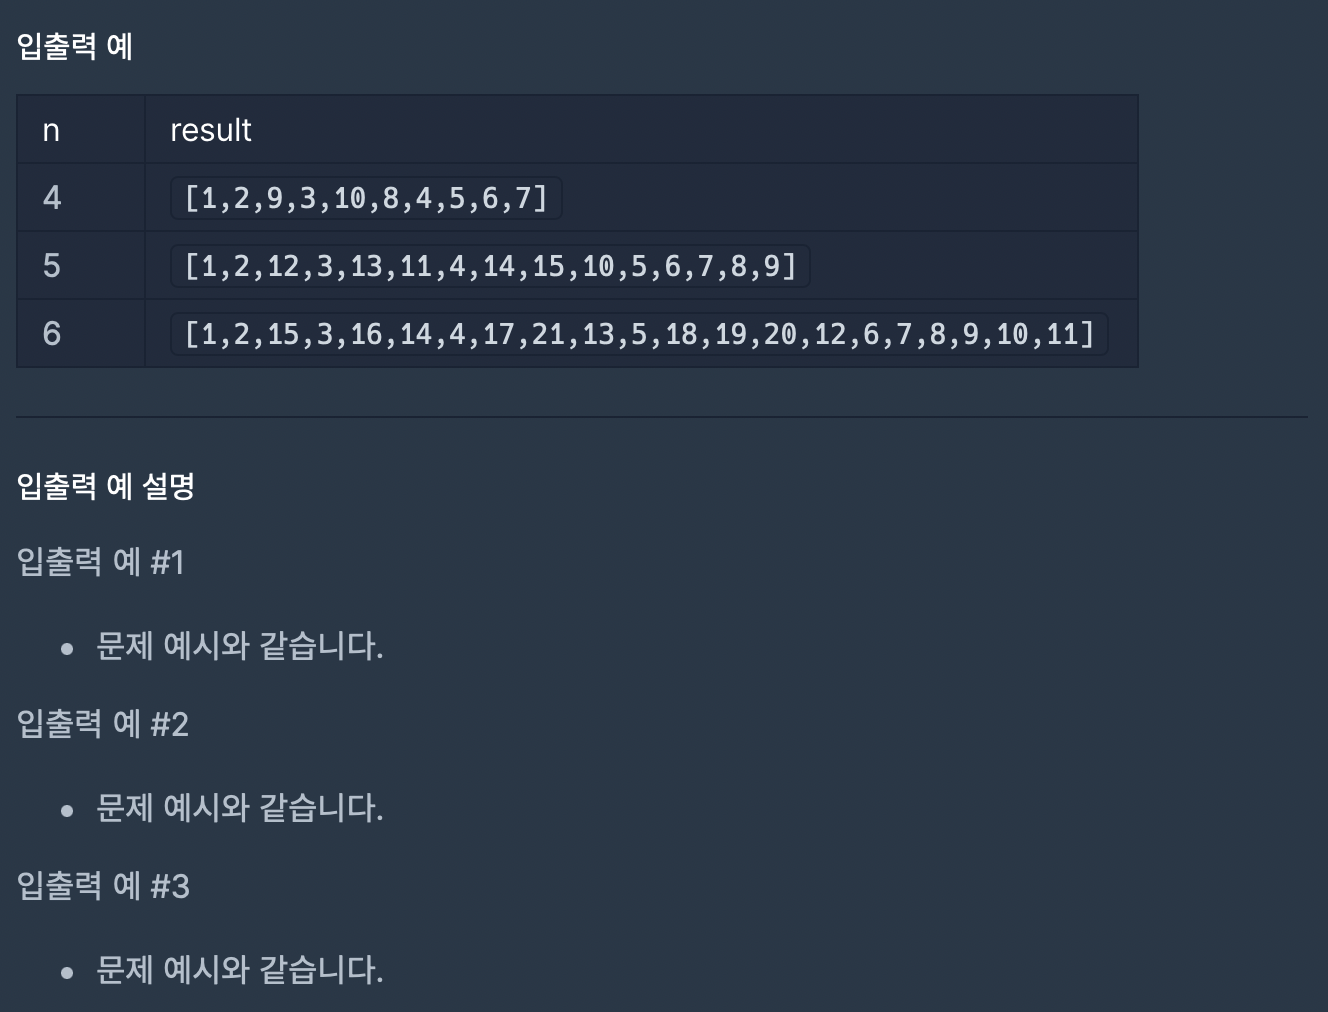 입출력 예
n result
4 [1,2,9,3,10,8,4,5,6,7]
5 [1,2,12,3,13,11,4,14,15,10,5,6,7,8,9]
6 [1,2,15,3,16,14,4,17,21,13,5,18,19,20,12,6,7,8,9,10,11]
입출력 예 설명
입출력 예 #1
• 문제 예시와 같습니다.
입출력 예 #2
• 문제 예시와 같습니다.
입출력 예 #3
• 문제 예시와 같습니다.